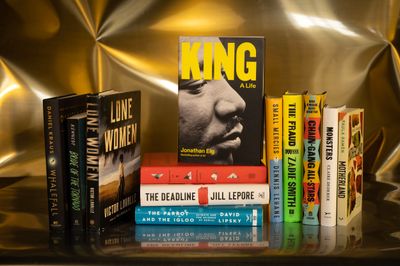 DANIEL KRAUS
WHALEFALL
LONE WOMEN
VICTOR LAVALLE
LONE
WOMEN
VICTOR LAVALLE
KING
A Life
Jonathan Eig
THE DEADLINE
JILL LEPORE
THE PARROT AND THE IGLOO
DAVID LIPSKY
SMALL MERCIES
DENNIS LEHANE
THE FRAUD
ZADIE SMITH
CHAIN-GANG ALL-STARS
MONSTERS
CLAIRE DEDERER
MOTHERLAND